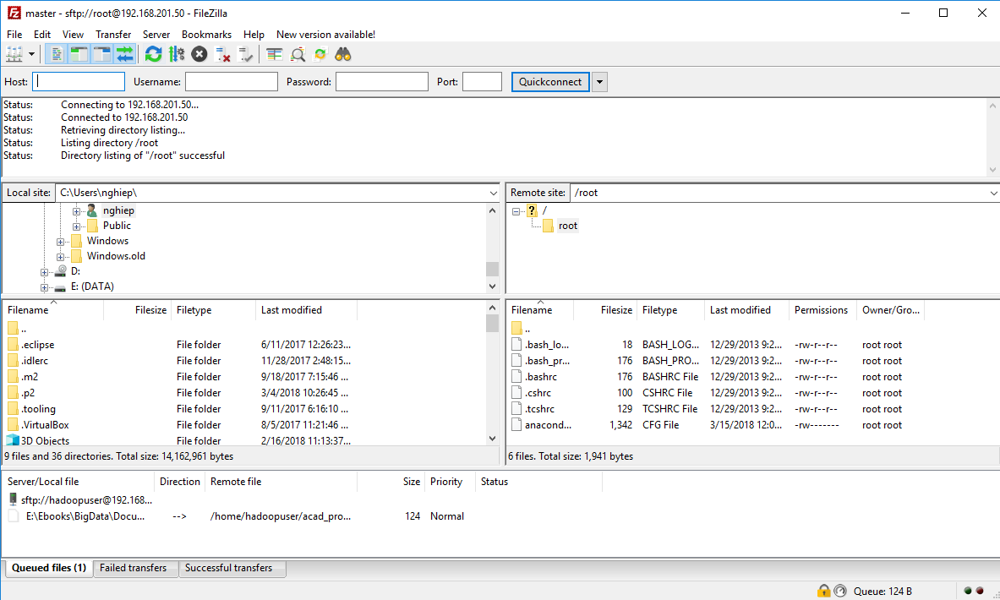 master - sftp://root@192.168.201.50 - FileZilla
File Edit View Transfer Server Bookmarks Help New version available!
Host: Username: Password: Port: Quickconnect
Status: Connecting to 192.168.201.50...
Status: Connected to 192.168.201.50
Status: Retrieving directory listing...
Status: Listing directory /root
Status: Directory listing of "/root" successful
Local site: C:\Users\nghiep\
nghiep
Public
Windows
Windows.old
D:
E: (DATA)
Remote site: /root
? /
root
Filename Filesize Filetype Last modified
..
.eclipse File folder 6/11/2017 12:26:23...
.idlerc File folder 11/28/2017 2:48:15...
.m2 File folder 9/18/2017 7:15:46 ...
.p2 File folder 3/4/2018 10:26:45 ...
.tooling File folder 9/11/2017 6:16:10 ...
.VirtualBox File folder 8/5/2017 11:21:46 ...
3D Objects File folder 2/16/2018 11:13:37...
9 files and 36 directories. Total size: 14,162,961 bytes
Filename Filesize Filetype Last modified Permissions Owner/Gro...
..
.bash_lo... 18 BASH_LOG... 12/29/2013 9:2... -rw-r--r-- root root
.bash_pr... 176 BASH_PRO... 12/29/2013 9:2... -rw-r--r-- root root
.bashrc 176 BASHRC File 12/29/2013 9:2... -rw-r--r-- root root
.cshrc 100 CSHRC File 12/29/2013 9:2... -rw-r--r-- root root
.tcshrc 129 TCSHRC File 12/29/2013 9:2... -rw-r--r-- root root
anacond... 1,342 CFG File 3/15/2018 12:0... -rw------- root root
6 files. Total size: 1,941 bytes
Server/Local file Direction Remote file Size Priority Status
sftp://hadoopuser@192.168...
E:\Ebooks\BigData\Docu... --> /home/hadoopuser/acad_pro... 124 Normal
Queued files (1) Failed transfers Successful transfers
Queue: 124 B